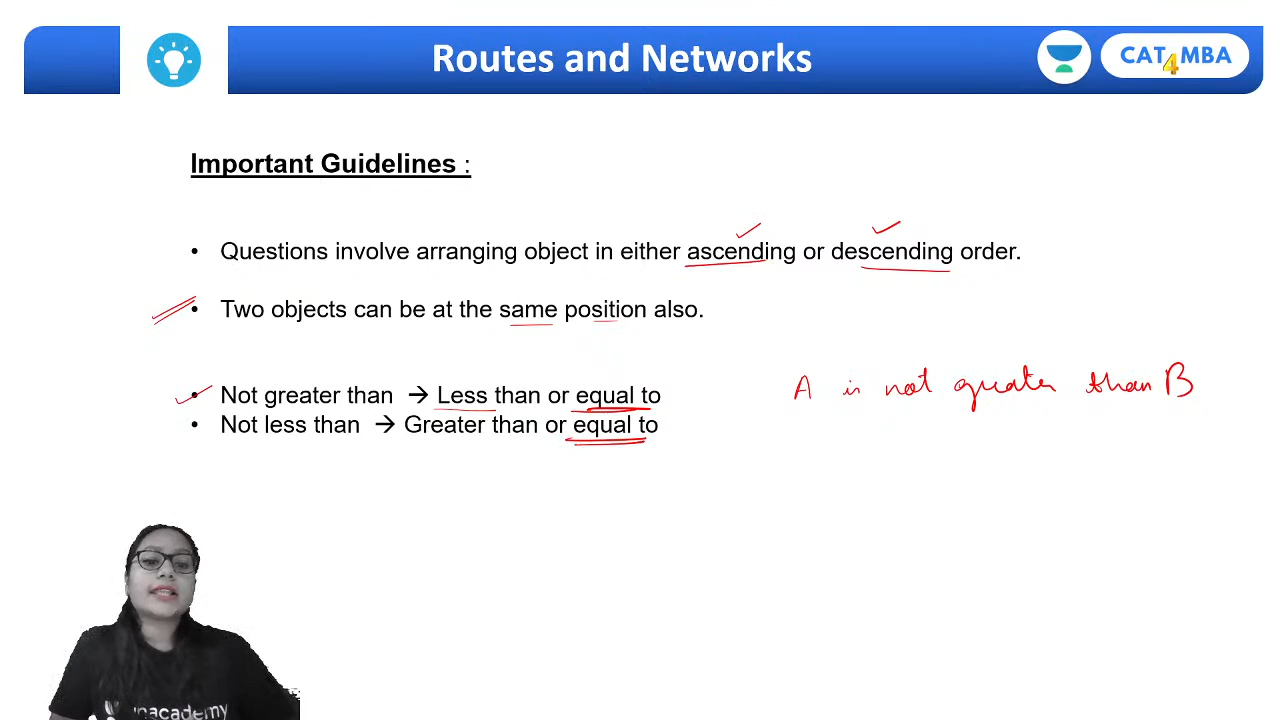 Routes and Networks
CAT4MBA
Important Guidelines :
• Questions involve arranging object in either ascending or descending order.
• Two objects can be at the same position also.
• Not greater than → Less than or equal to
A is not greater than B
• Not less than → Greater than or equal to
unacademy